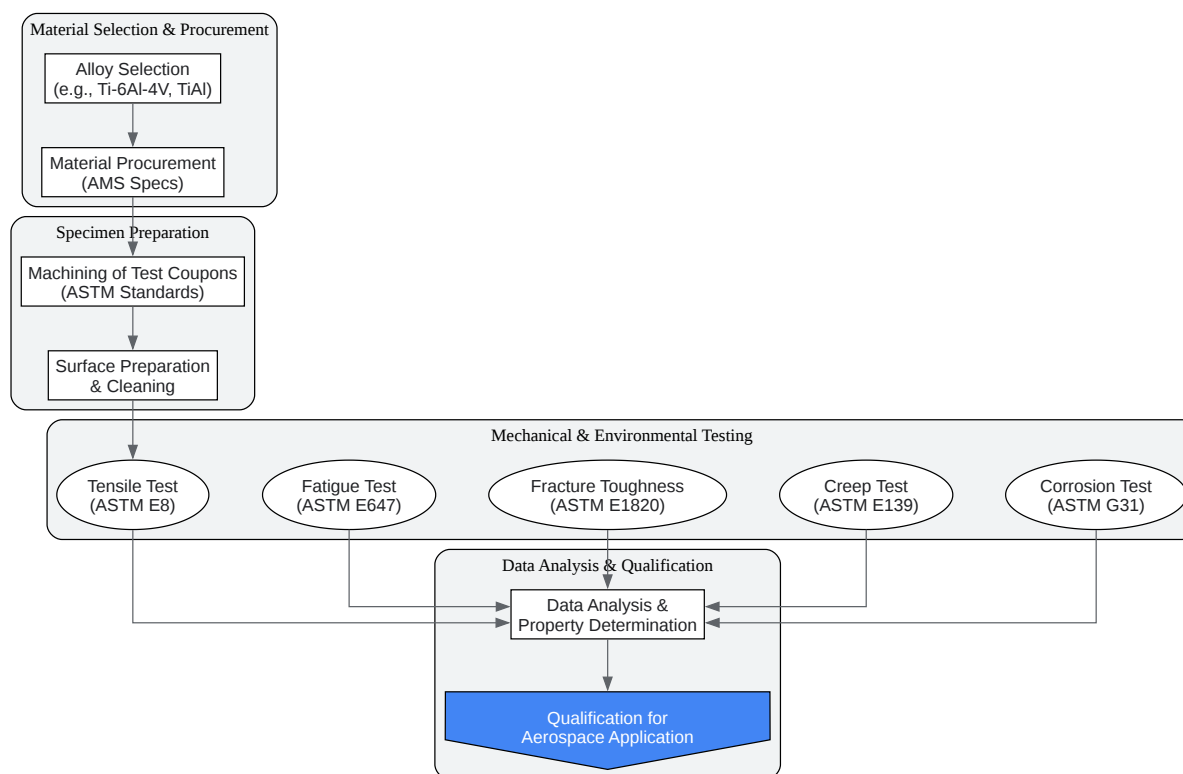 Material Selection & Procurement
Alloy Selection
(e.g., Ti-6Al-4V, TiAl)
Material Procurement
(AMS Specs)
Specimen Preparation
Machining of Test Coupons
(ASTM Standards)
Surface Preparation
& Cleaning
Mechanical & Environmental Testing
Tensile Test
(ASTM E8)
Fatigue Test
(ASTM E647)
Fracture Toughness
(ASTM E1820)
Creep Test
(ASTM E139)
Corrosion Test
(ASTM G31)
Data Analysis & Qualification
Data Analysis &
Property Determination
Qualification for
Aerospace Application